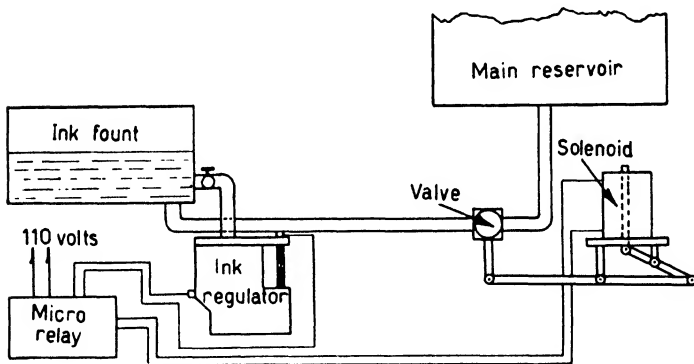 Main reservoir
Ink fount
Solenoid
Valve
110 volts
Ink
regulator
Micro
relay